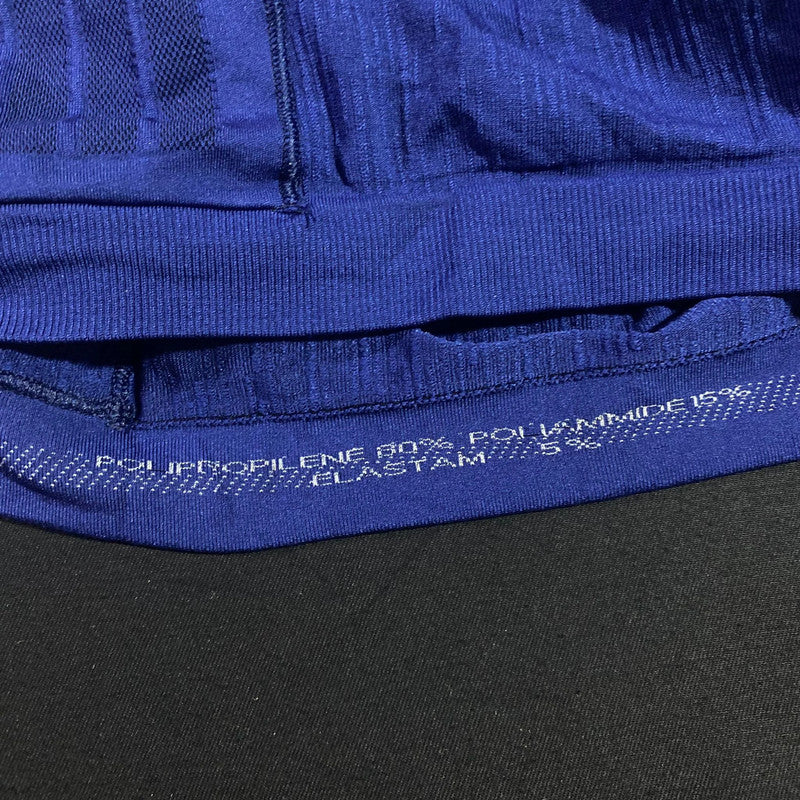 POLIPROPILENE 80% POLIAMMIDE 15%
ELASTAM 5%